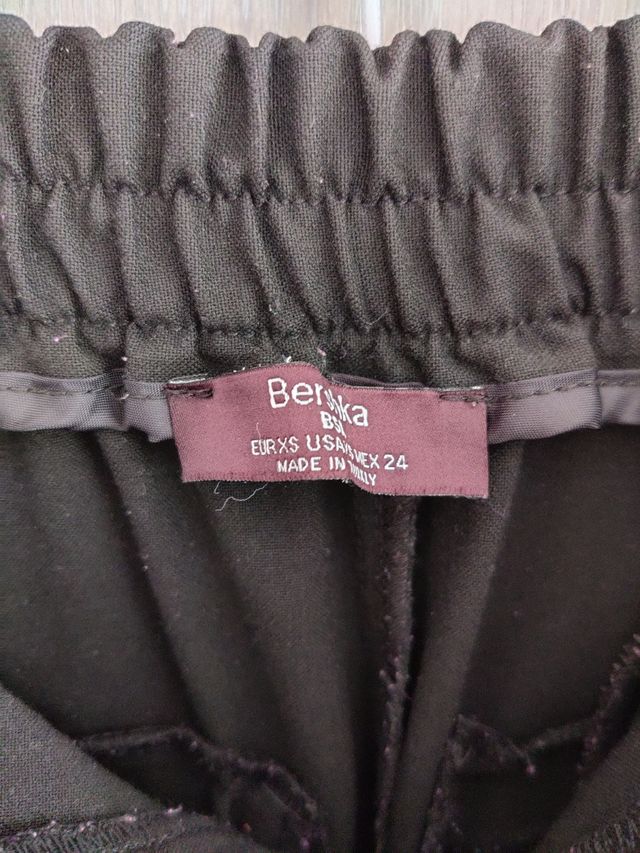 Bershka
BSK
EUR XS USA XS MEX 24
MADE IN